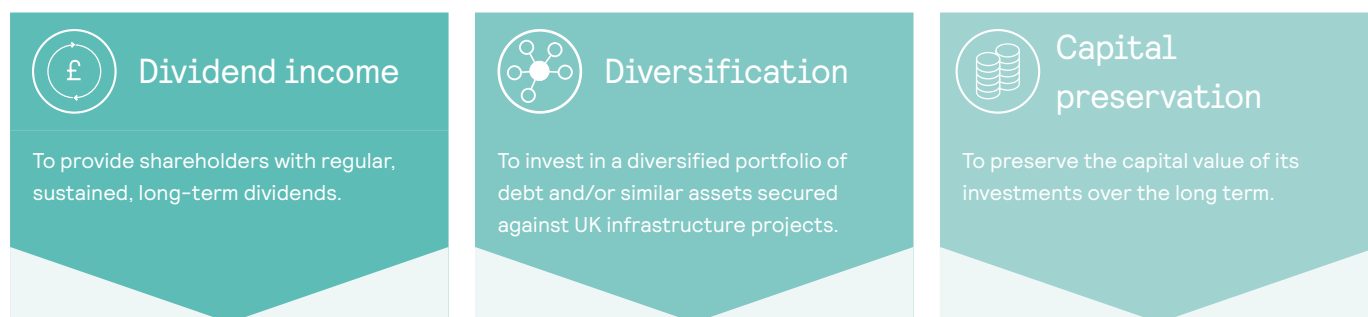 £
Dividend income
To provide shareholders with regular,
sustained, long-term dividends.
Diversification
To invest in a diversified portfolio of
debt and/or similar assets secured
against UK infrastructure projects.
Capital
preservation
To preserve the capital value of its
investments over the long term.